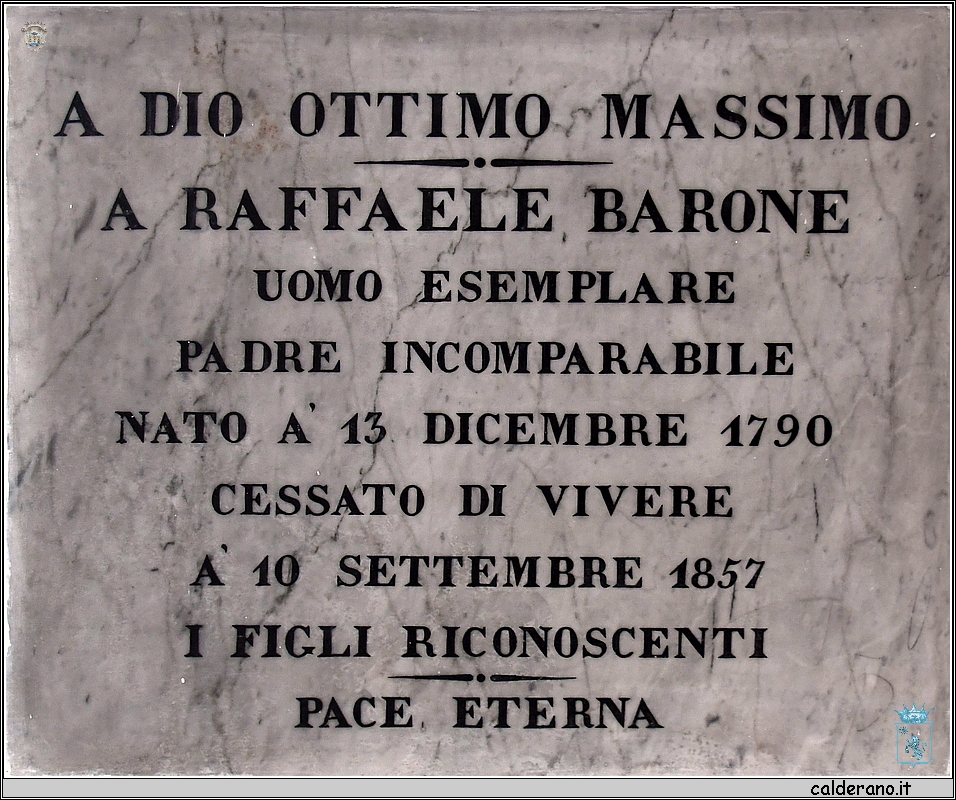 A DIO OTTIMO MASSIMO
A RAFFAELE BARONE
UOMO ESEMPLARE
PADRE INCOMPARABILE
NATO A' 13 DICEMBRE 1790
CESSATO DI VIVERE
A' 10 SETTEMBRE 1857
I FIGLI RICONOSCENTI
PACE ETERNA
calderano.it